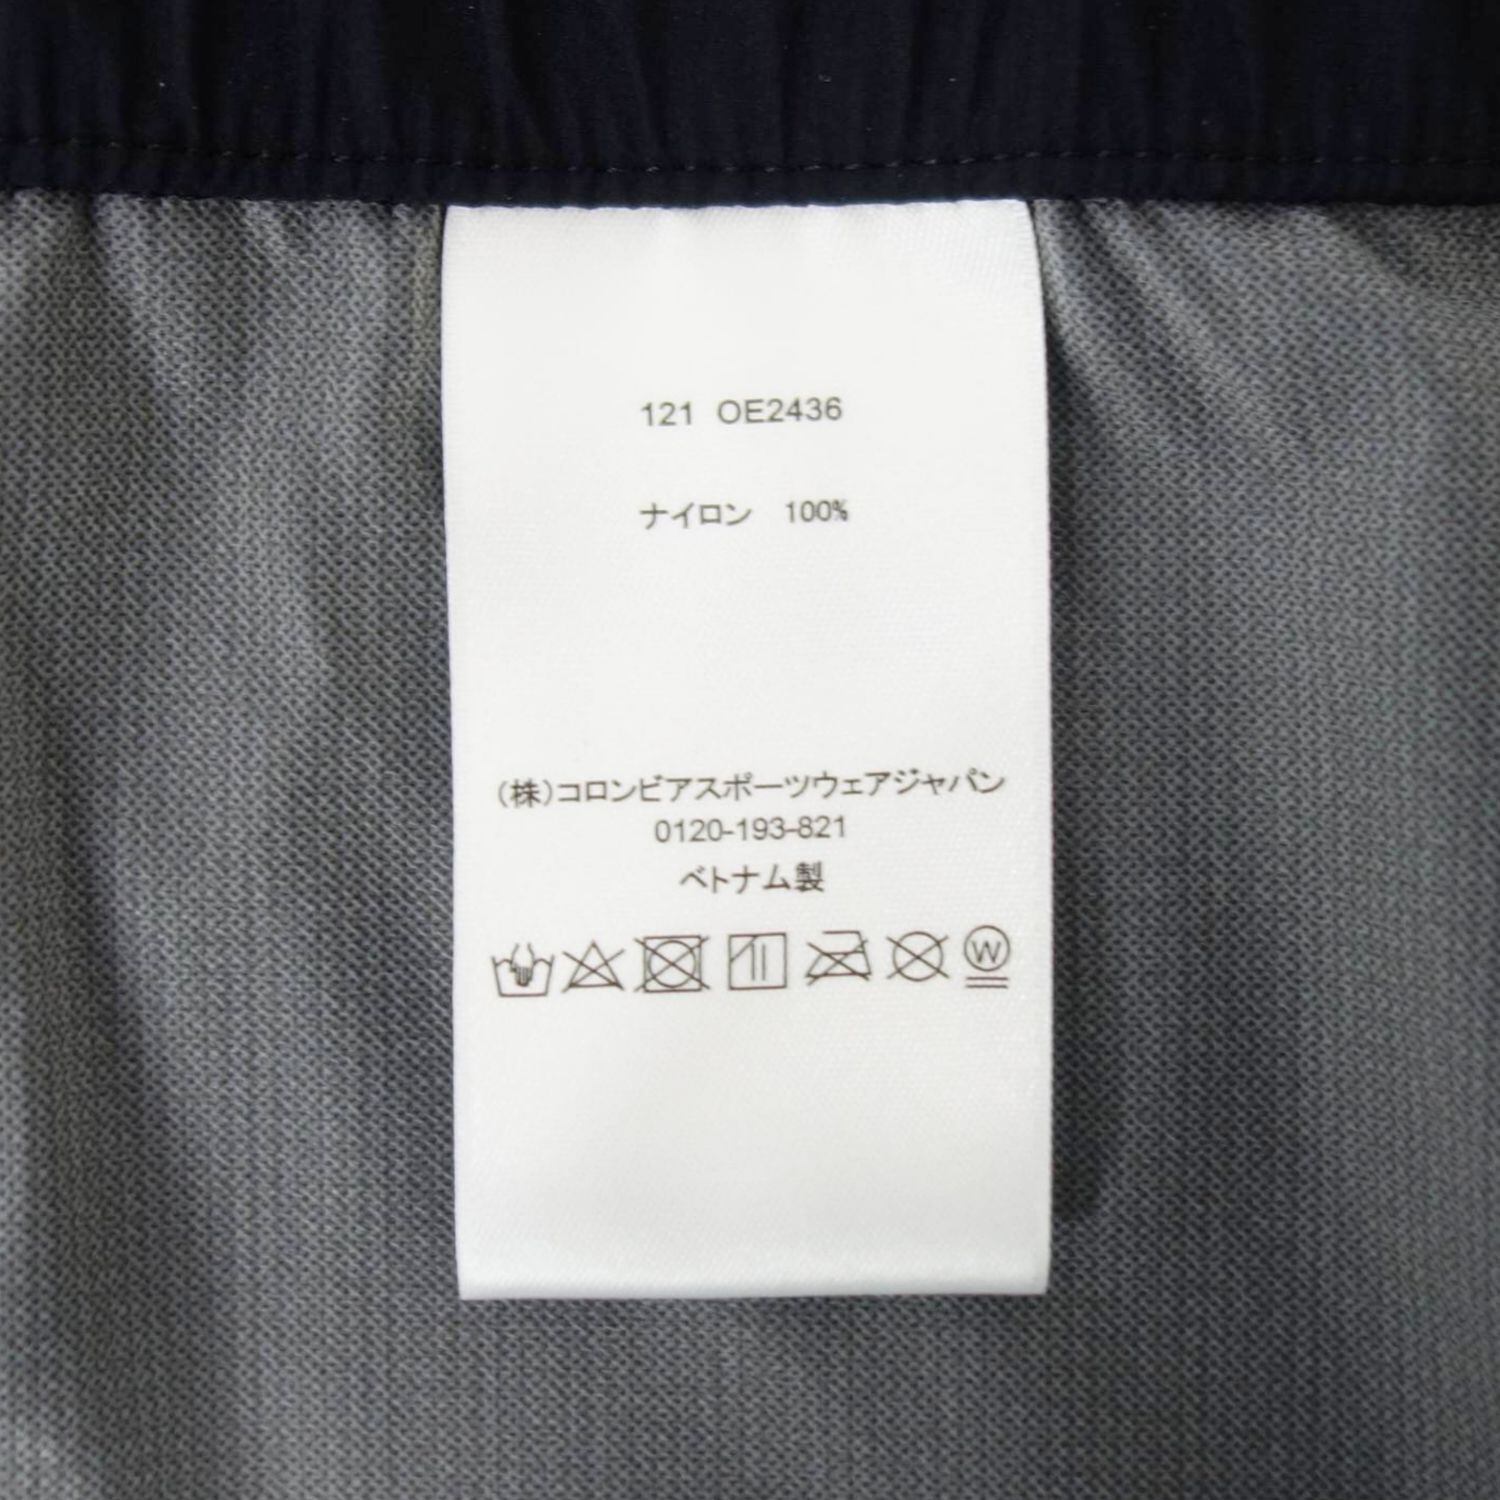 121 OE2436
ナイロン 100%
(株)コロンビアスポーツウェアジャパン
0120-193-821
ベトナム製
W